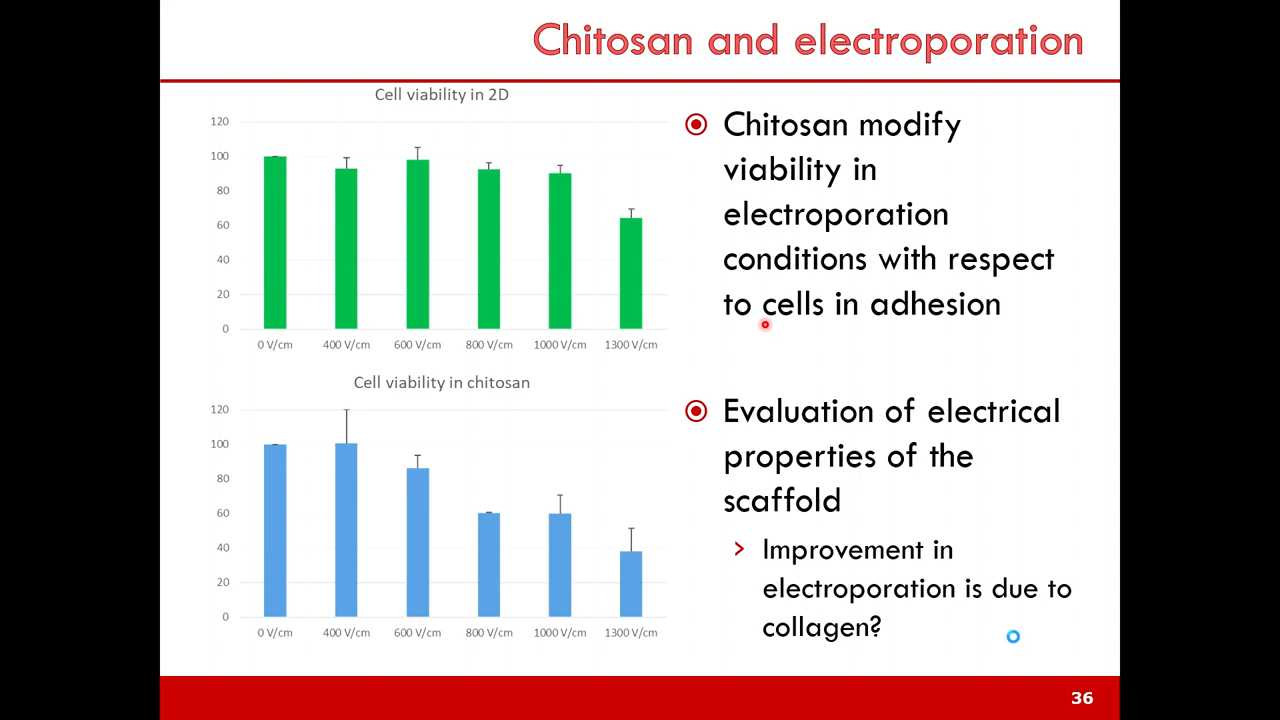 Chitosan and electroporation
Cell viability in 2D
120
100
80
60
40
20
0
0 V/cm 400 V/cm 600 V/cm 800 V/cm 1000 V/cm 1300 V/cm
Cell viability in chitosan
120
100
80
60
40
20
0
0 V/cm 400 V/cm 600 V/cm 800 V/cm 1000 V/cm 1300 V/cm
Chitosan modify
viability in
electroporation
conditions with respect
to cells in adhesion
Evaluation of electrical
properties of the
scaffold
Improvement in
electroporation is due to
collagen?
36